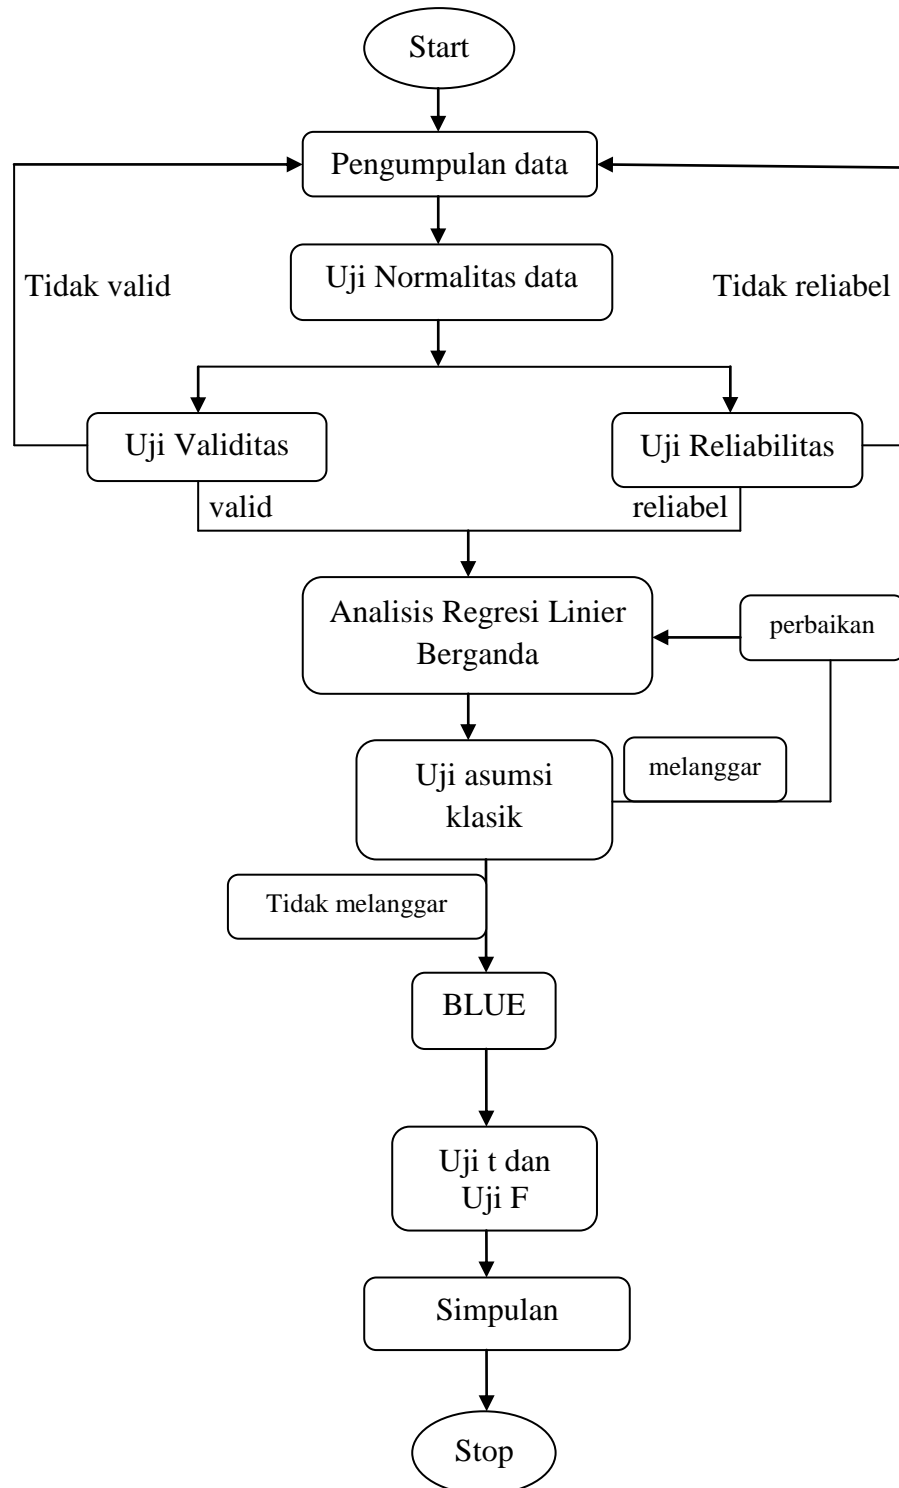 Start
Pengumpulan data
Uji Normalitas data
Tidak valid
Tidak reliabel
Uji Validitas
Uji Reliabilitas
valid
reliabel
Analisis Regresi Linier
Berganda
perbaikan
Uji asumsi
klasik
melanggar
Tidak melanggar
BLUE
Uji t dan
Uji F
Simpulan
Stop